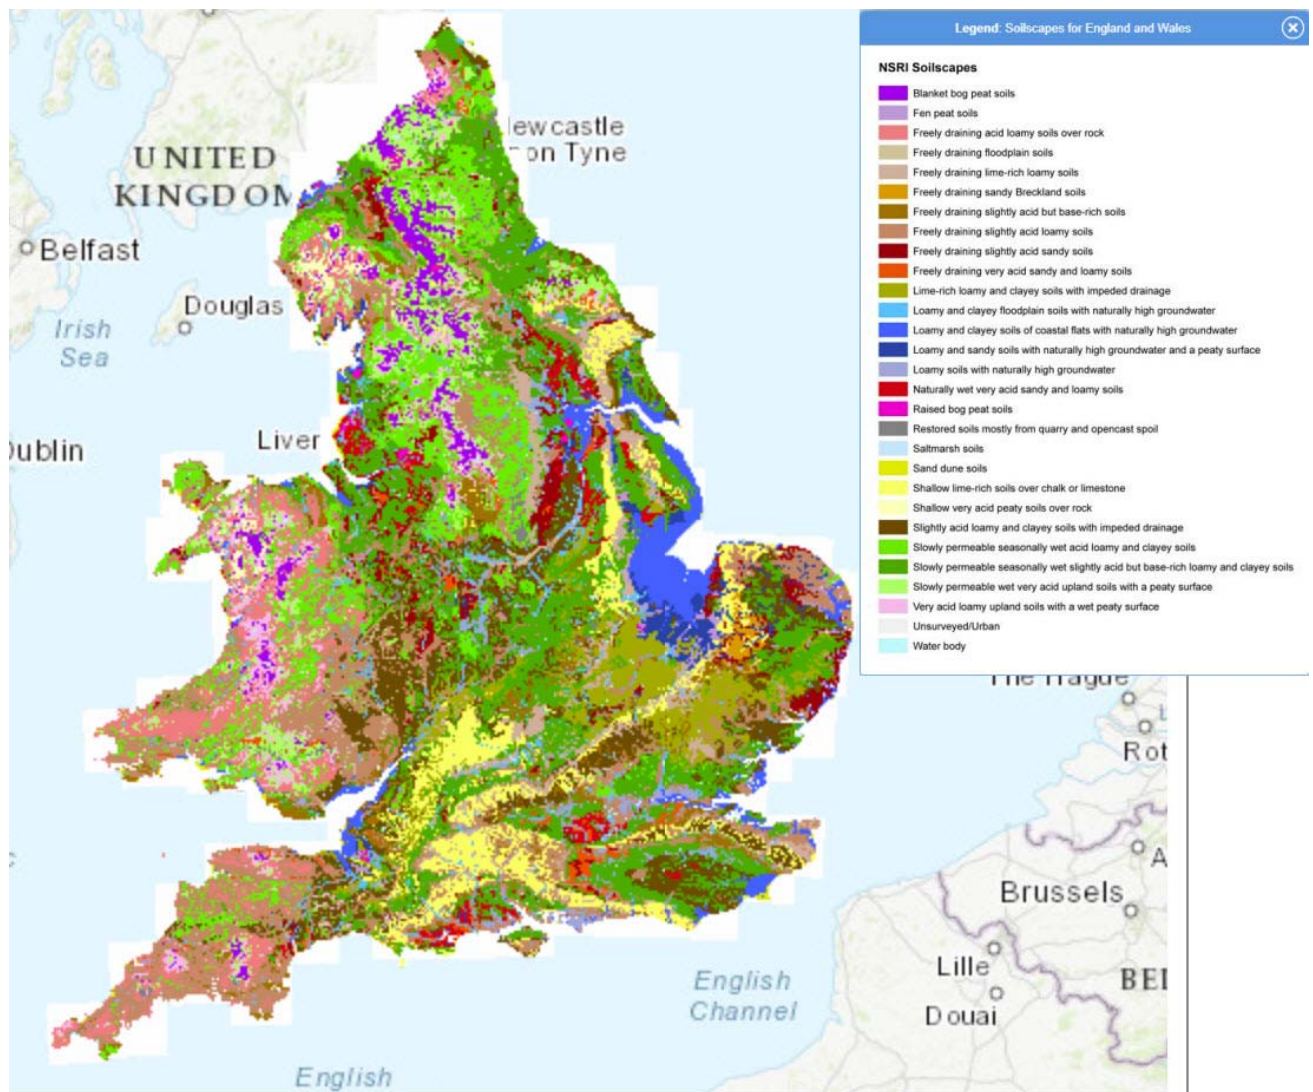 Legend: Soilscapes for England and Wales
NSRI Soilscapes
Blanket bog peat soils
Fen peat soils
Freely draining acid loamy soils over rock
Freely draining floodplain soils
Freely draining lime-rich loamy soils
Freely draining sandy Breckland soils
Freely draining slightly acid but base-rich soils
Freely draining slightly acid loamy soils
Freely draining slightly acid sandy soils
Freely draining very acid sandy and loamy soils
Lime-rich loamy and clayey soils with impeded drainage
Loamy and clayey floodplain soils with naturally high groundwater
Loamy and clayey soils of coastal flats with naturally high groundwater
Loamy and sandy soils with naturally high groundwater and a peaty surface
Loamy soils with naturally high groundwater
Naturally wet very acid sandy and loamy soils
Raised bog peat soils
Restored soils mostly from quarry and opencast spoil
Saltmarsh soils
Sand dune soils
Shallow lime-rich soils over chalk or limestone
Shallow very acid peaty soils over rock
Slightly acid loamy and clayey soils with impeded drainage
Slowly permeable seasonally wet acid loamy and clayey soils
Slowly permeable seasonally wet slightly acid but base-rich loamy and clayey soils
Slowly permeable wet very acid upland soils with a peaty surface
Very acid loamy upland soils with a wet peaty surface
Unsurveyed/Urban
Water body
ewcastle
on Tyne
UNITED
KINGDOM
Belfast
Douglas
Irish
Sea
Dublin
Liver
The Hague
Rot
A
Brussels
Lille
BEL
Douai
English
Channel
English